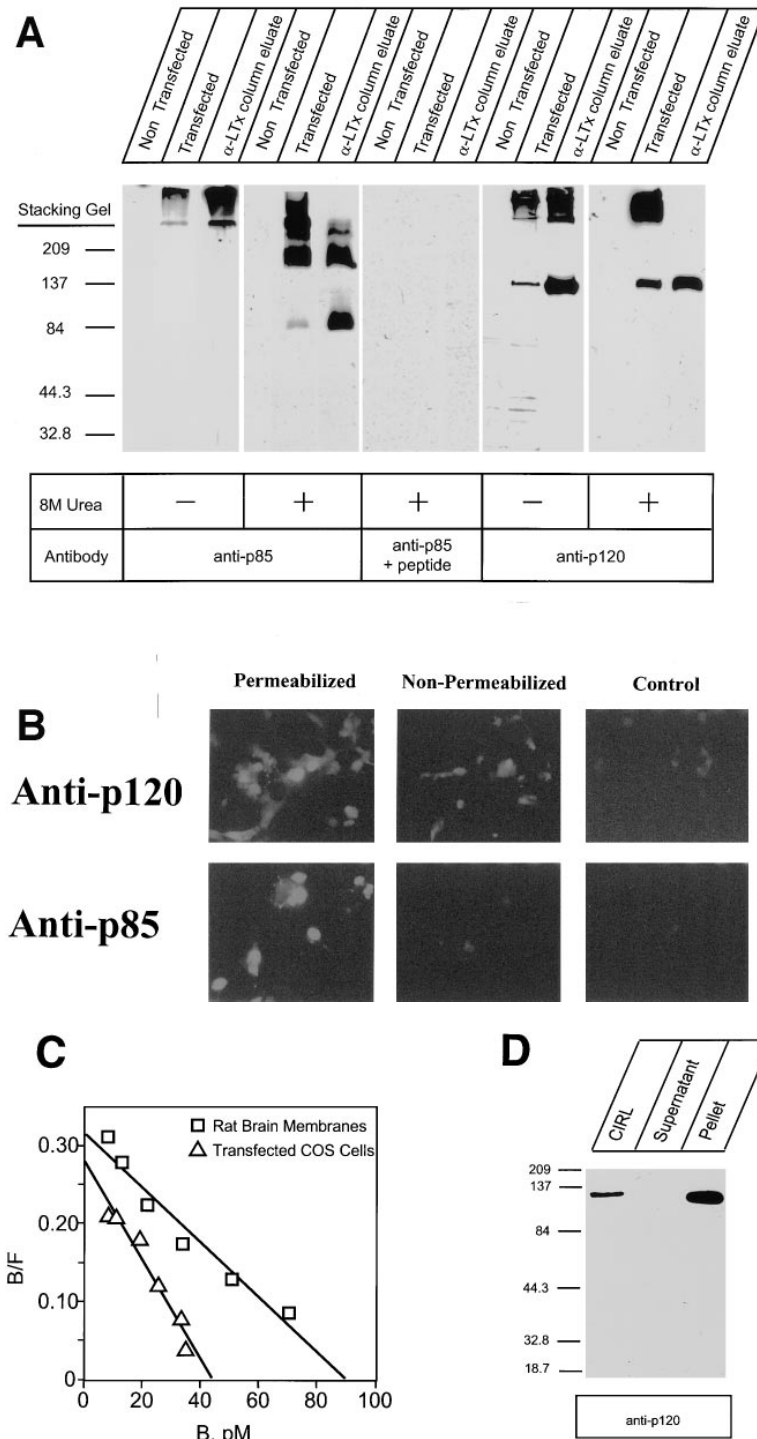 A
Non Transfected
Transfected
α-LTx column eluate
Non Transfected
Transfected
α-LTx column eluate
Non Transfected
Transfected
α-LTx column eluate
Non Transfected
Transfected
α-LTx column eluate
Non Transfected
Transfected
α-LTx column eluate
Stacking Gel
209
137
84
44.3
32.8
8M Urea − + + − +
Antibody anti-p85 anti-p85 + peptide anti-p120
B
Permeabilized Non-Permeabilized Control
Anti-p120
Anti-p85
C
□ Rat Brain Membranes
△ Transfected COS Cells
B/F
0.30
0.20
0.10
0
0 20 40 60 80 100
B, pM
D
CIRL
Supernatant
Pellet
209
137
84
44.3
32.8
18.7
anti-p120